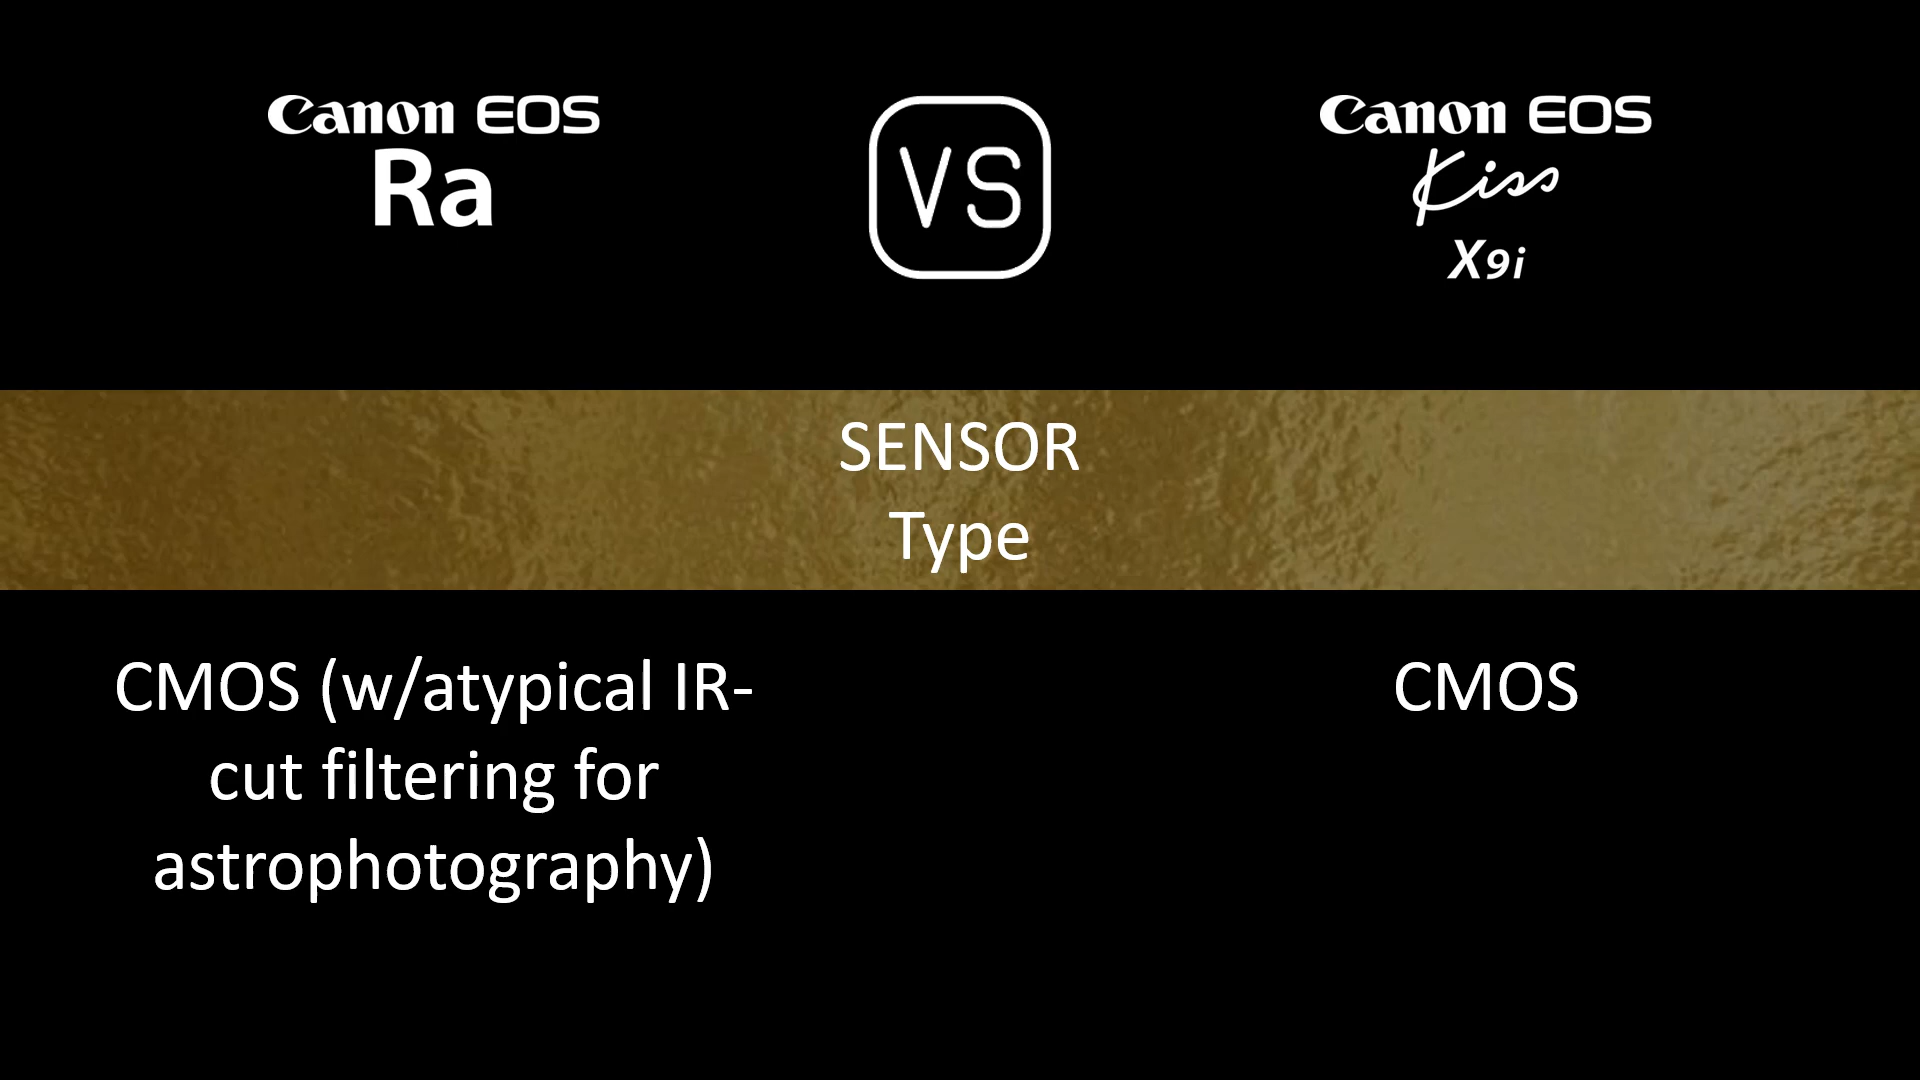 Canon EOS
Ra
VS
Canon EOS
Kiss
X9i
SENSOR
Type
CMOS (w/atypical IR-
cut filtering for
astrophotography)
CMOS